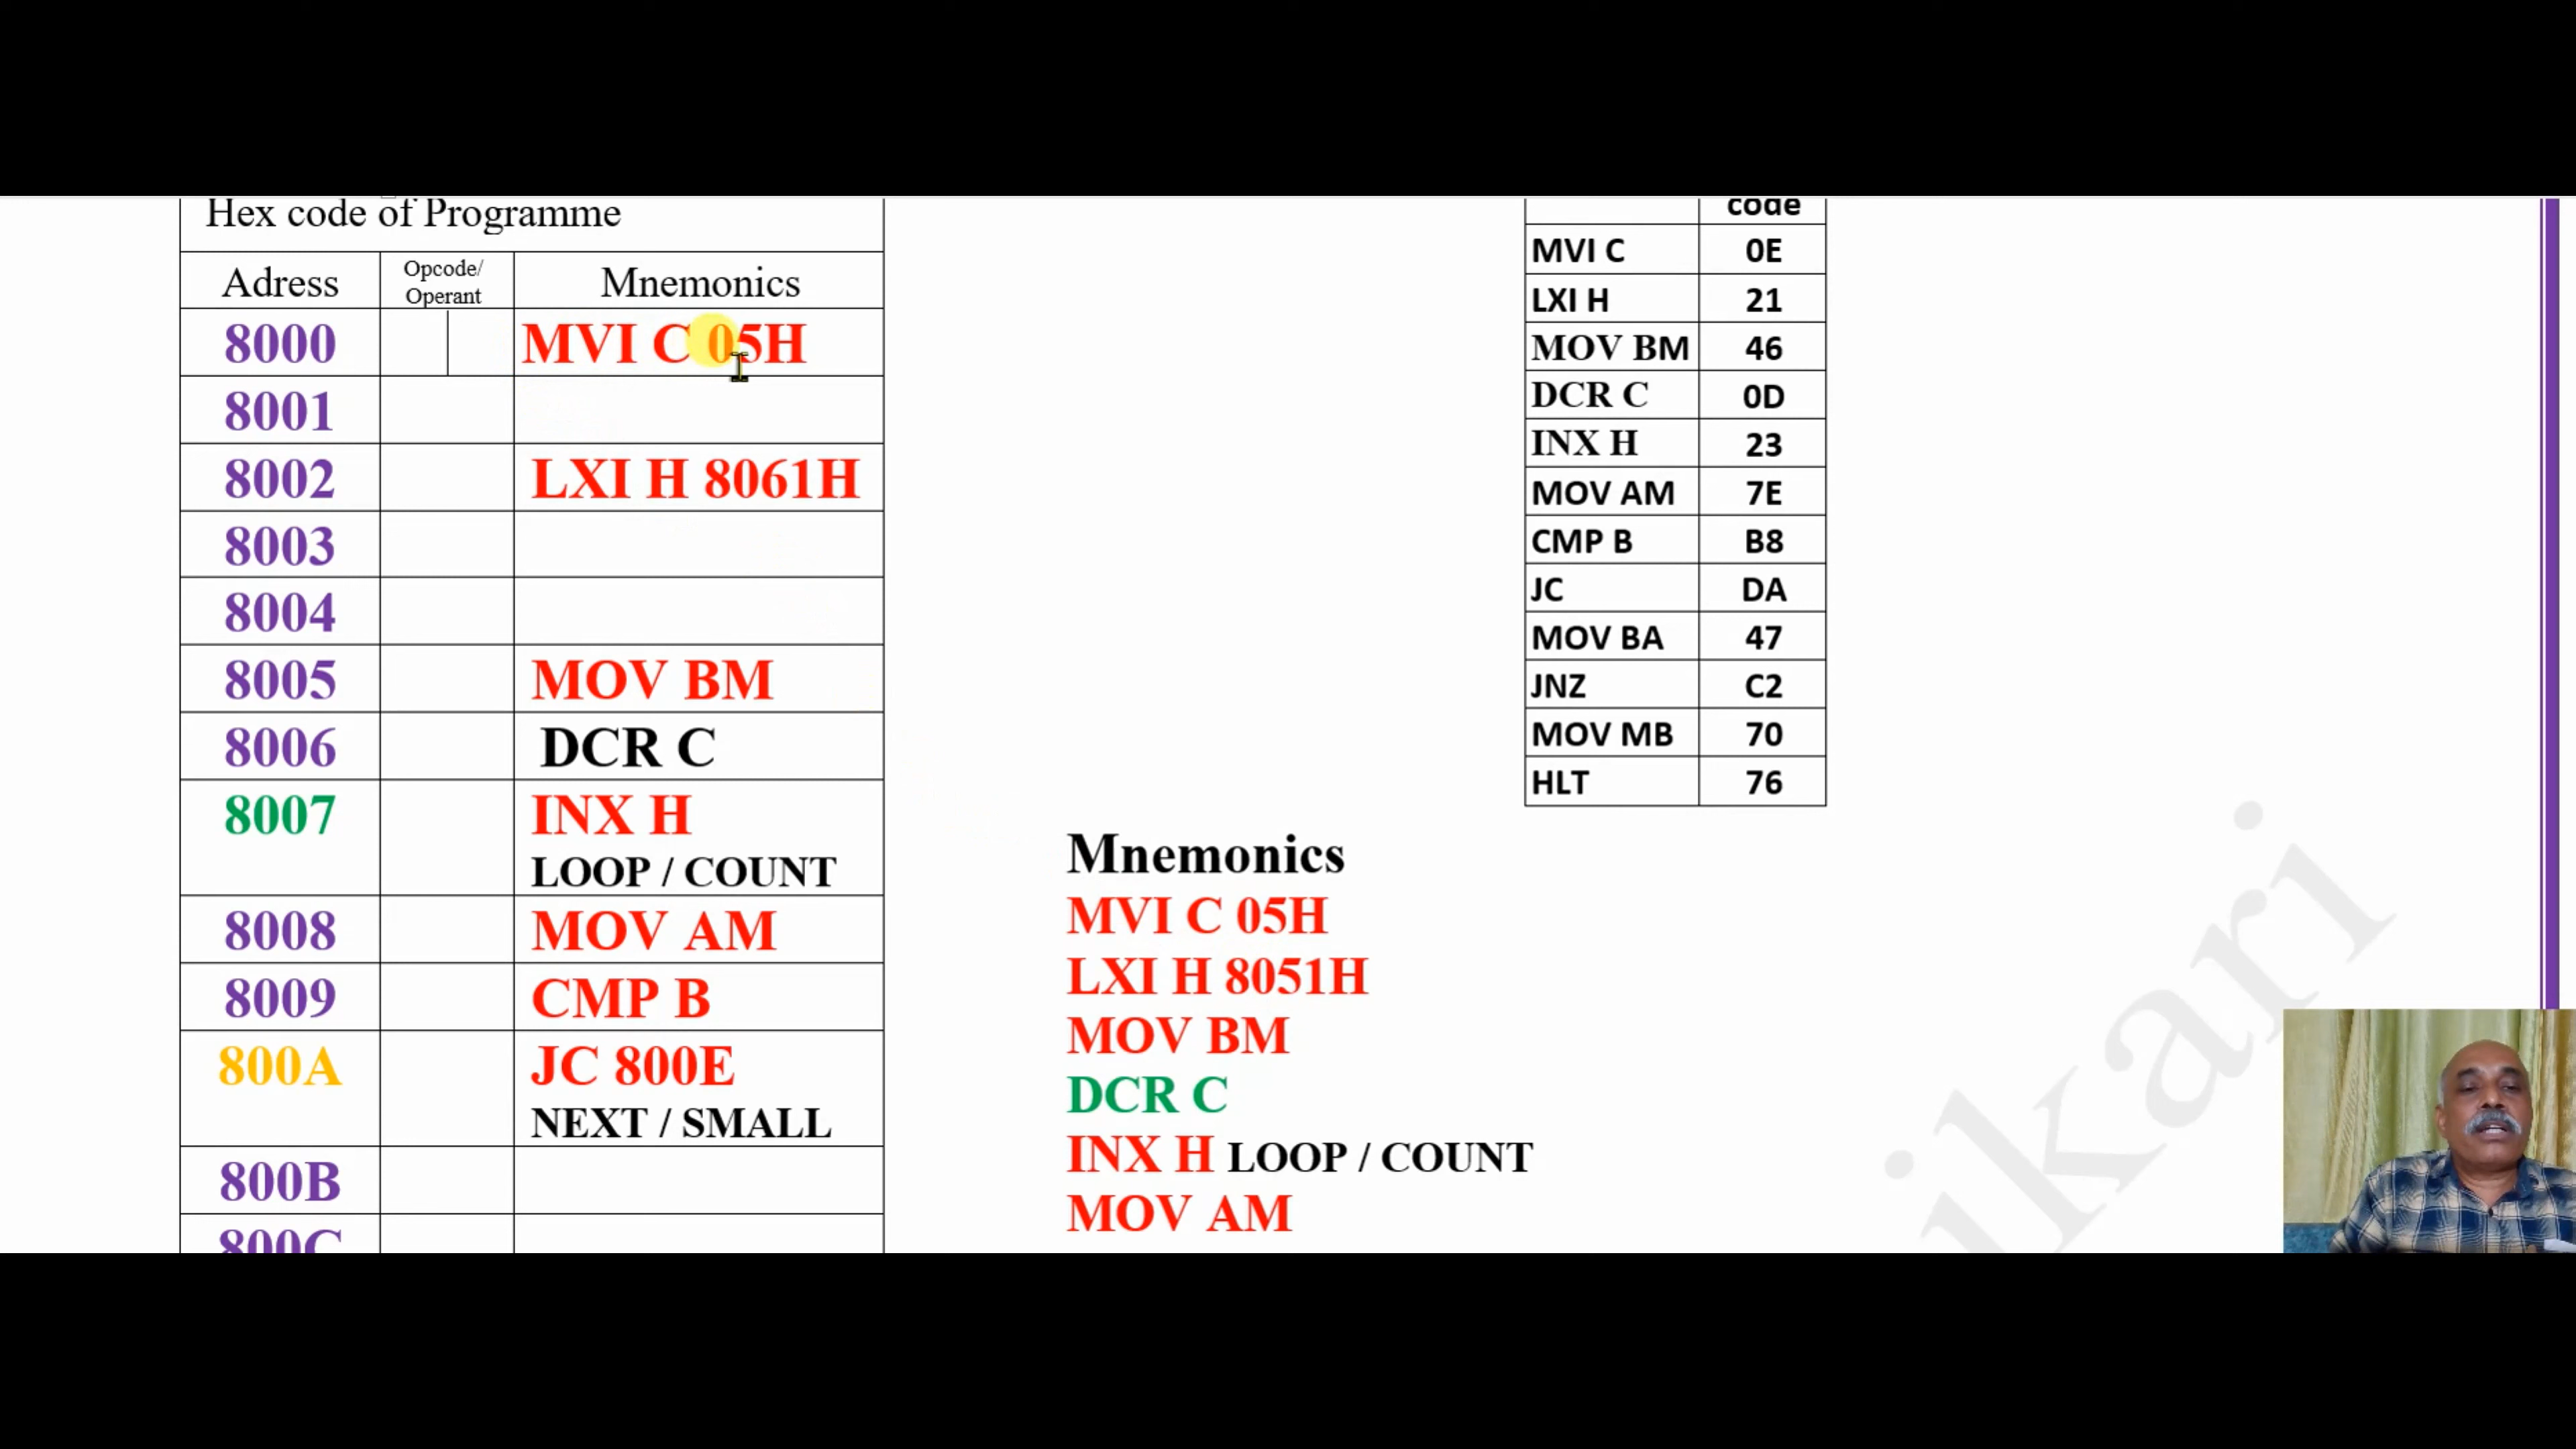 Hex code of Programme
Adress Opcode/ Operant Mnemonics
8000 MVI C 05H
8001
8002 LXI H 8061H
8003
8004
8005 MOV BM
8006 DCR C
8007 INX H
LOOP / COUNT
8008 MOV AM
8009 CMP B
800A JC 800E
NEXT / SMALL
800B
800C
code
MVI C 0E
LXI H 21
MOV BM 46
DCR C 0D
INX H 23
MOV AM 7E
CMP B B8
JC DA
MOV BA 47
JNZ C2
MOV MB 70
HLT 76
Mnemonics
MVI C 05H
LXI H 8051H
MOV BM
DCR C
INX H LOOP / COUNT
MOV AM
ikari